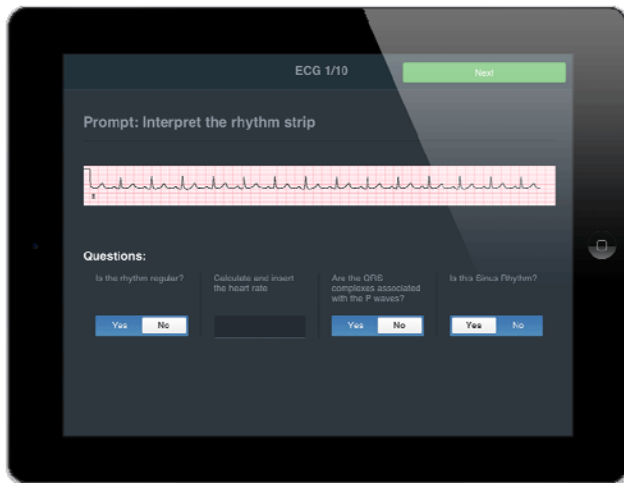 ECG 1/10
Next
Prompt: Interpret the rhythm strip
II
Questions:
Is the rhythm regular?
Yes No
Calculate and insert
the heart rate
Are the QRS
complexes associated
with the P waves?
Yes No
Is this Sinus Rhythm?
Yes No